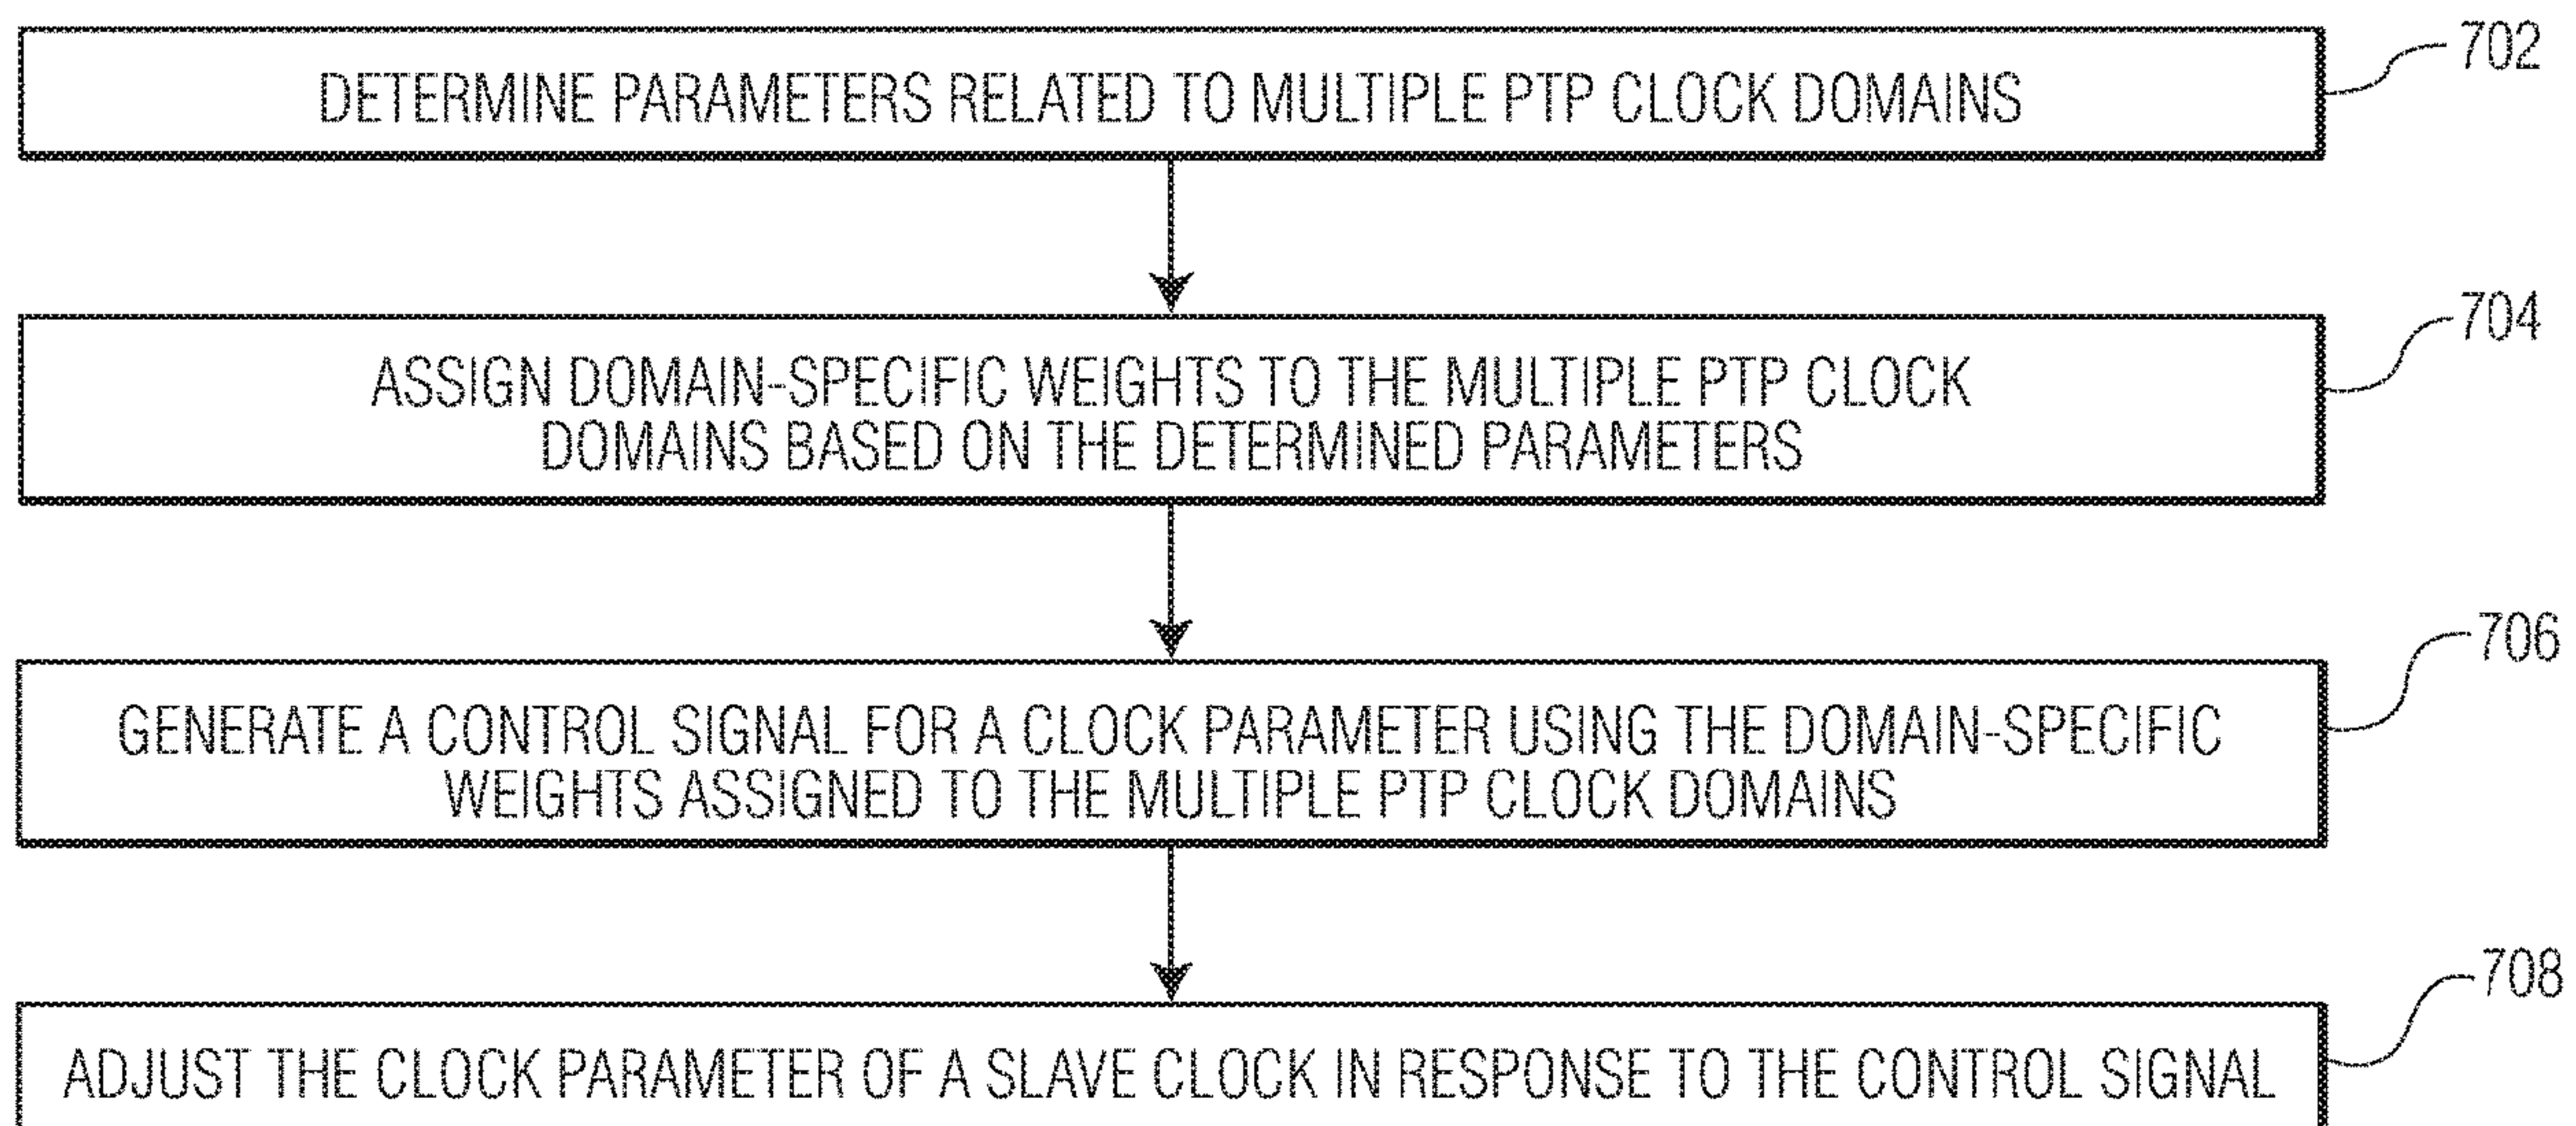 DETERMINE PARAMETERS RELATED TO MULTIPLE PTP CLOCK DOMAINS
702
ASSIGN DOMAIN-SPECIFIC WEIGHTS TO THE MULTIPLE PTP CLOCK
DOMAINS BASED ON THE DETERMINED PARAMETERS
704
GENERATE A CONTROL SIGNAL FOR A CLOCK PARAMETER USING THE DOMAIN-SPECIFIC
WEIGHTS ASSIGNED TO THE MULTIPLE PTP CLOCK DOMAINS
706
ADJUST THE CLOCK PARAMETER OF A SLAVE CLOCK IN RESPONSE TO THE CONTROL SIGNAL
708